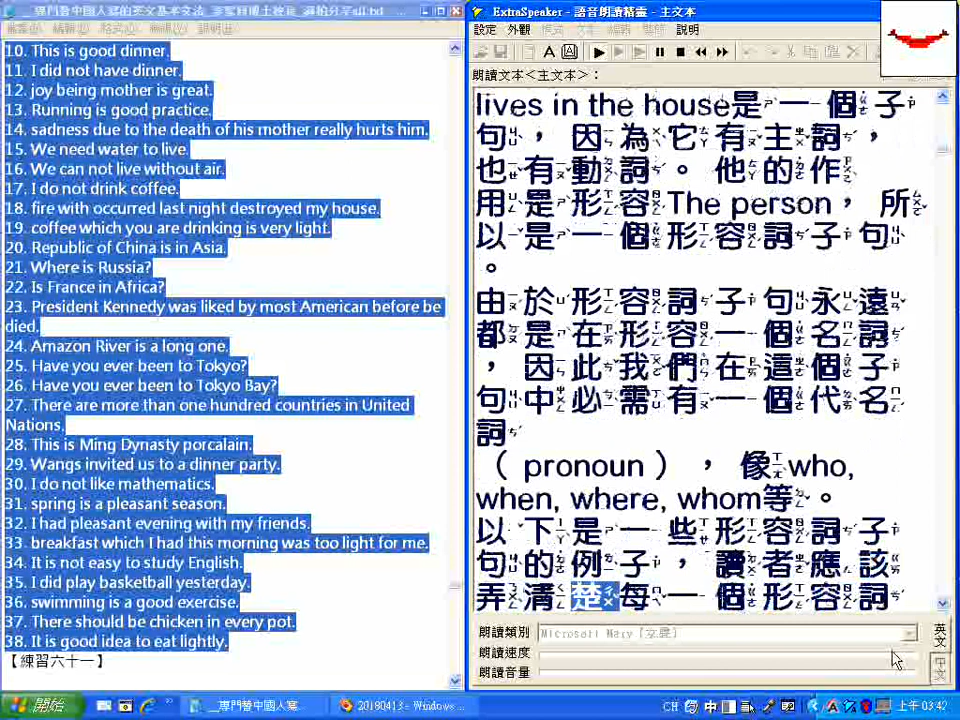 10. This is good dinner.
11. I did not have dinner.
12. joy being mother is great.
13. Running is good practice.
14. sadness due to the death of his mother really hurts him.
15. We need water to live.
16. We can not live without air.
17. I do not drink coffee.
18. fire with occurred last night destroyed my house.
19. coffee which you are drinking is very light.
20. Republic of China is in Asia.
21. Where is Russia?
22. Is France in Africa?
23. President Kennedy was liked by most American before be
died.
24. Amazon River is a long one.
25. Have you ever been to Tokyo?
26. Have you ever been to Tokyo Bay?
27. There are more than one hundred countries in United
Nations.
28. This is Ming Dynasty porcalain.
29. Wangs invited us to a dinner party.
30. I do not like mathematics.
31. spring is a pleasant season.
32. I had pleasant evening with my friends.
33. breakfast which I had this morning was too light for me.
34. It is not easy to study English.
35. I did play basketball yesterday.
36. swimming is a good exercise.
37. There should be chicken in every pot.
38. It is good idea to eat lightly.
【練習六十一】
ExtraSpeaker - 語音朗讀精靈 - 主文本
設定 外觀 說明
朗讀文本<主文本>：
lives in the house是一個子
句，因為它有主詞，
也有動詞。他的作
用是形容The person，所
以是一個形容詞子句
。
由於形容詞子句永遠
都是在形容一個名詞
，因此我們在這個子
句中必需有一個代名
詞
（pronoun），像who,
when, where, whom等。
以下是一些形容詞子
句的例子，讀者應該
弄清楚每一個形容詞
朗讀類別 Microsoft Mary
朗讀速度
朗讀音量
英文
中文
開始
__專門替中國人寫...
20180413 - Windows ...
CH
中
上午 03:42